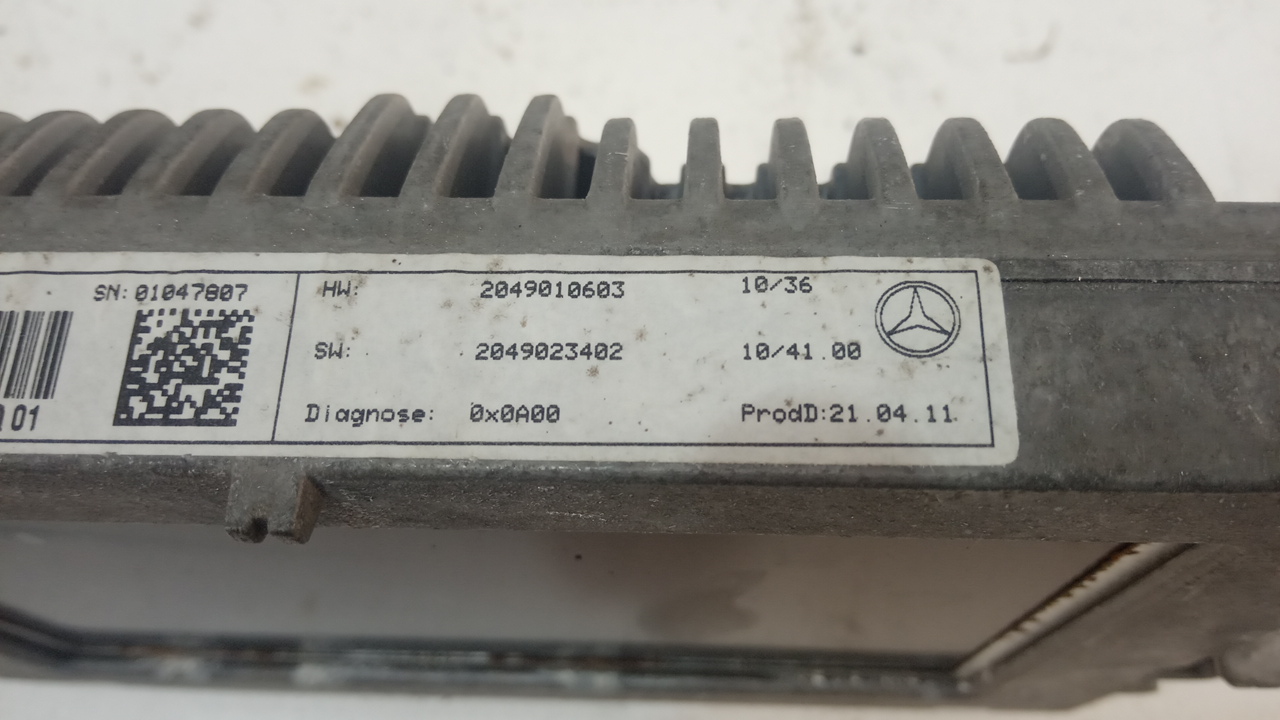 SN: 01047807
HW: 2049010603 10/36
SW: 2049023402 10/41.00
01
Diagnose: 0x0A00 ProdD:21.04.11